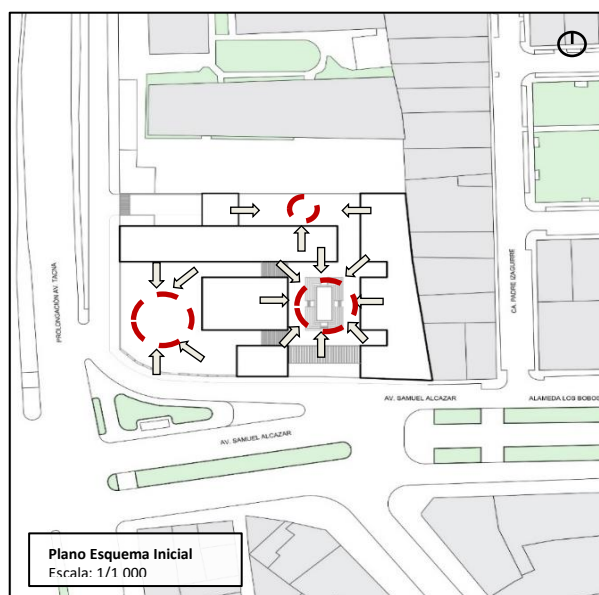 PROLONGACIÓN AV. TACNA
CA. PADRE IZAGUIRRE
AV. SAMUEL ALCAZAR
ALAMEDA LOS BOBOS
AV. SAMUEL ALCAZAR
Plano Esquema Inicial
Escala: 1/1 000